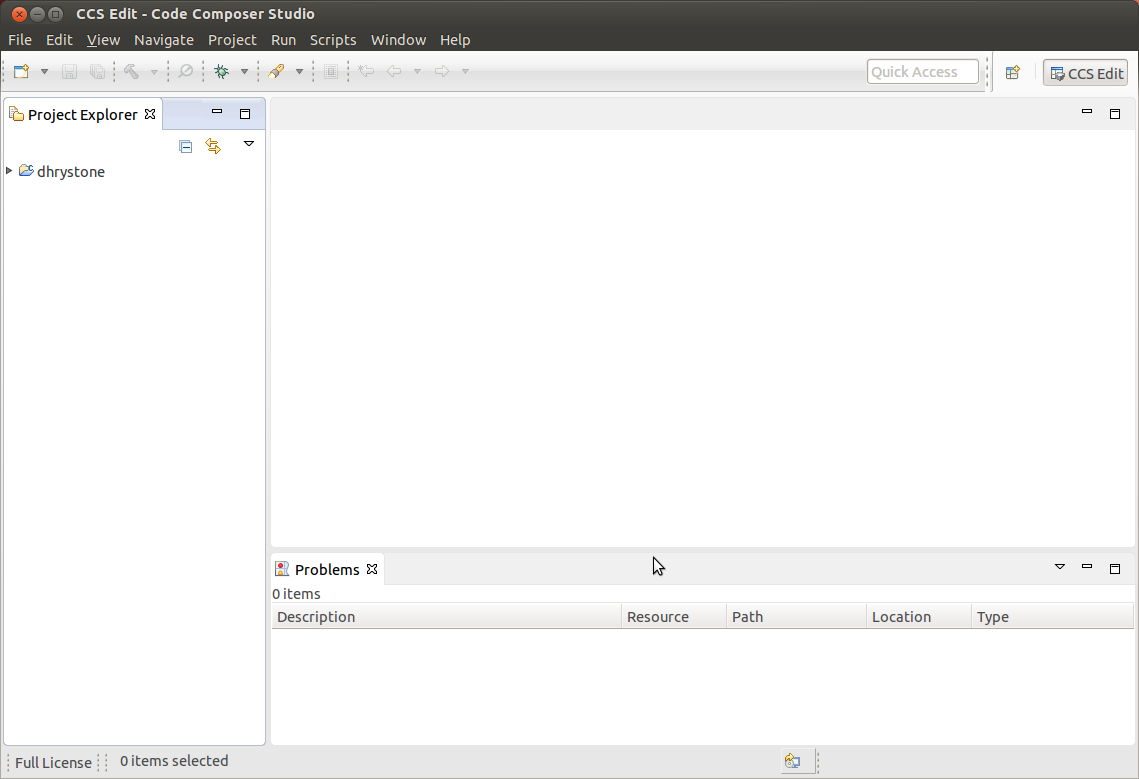 CCS Edit - Code Composer Studio
File Edit View Navigate Project Run Scripts Window Help
Quick Access CCS Edit
Project Explorer
dhrystone
Problems
0 items
Description Resource Path Location Type
Full License 0 items selected